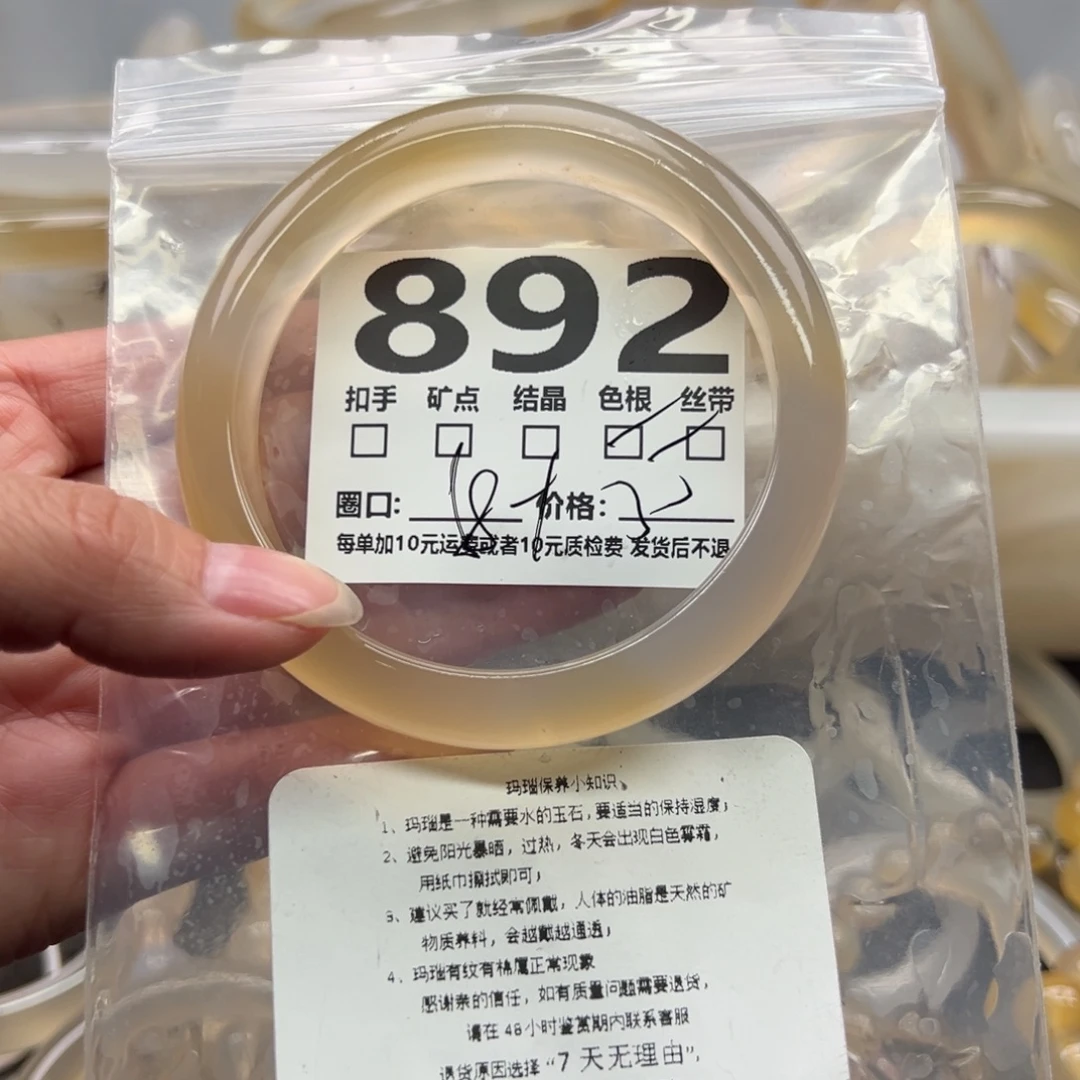 892
扣手 矿点 结晶 色根 丝带
圈口: 价格:
每单加10元运费或者10元质检费 发货后不退
玛瑙保养小知识、
1、玛瑙是一种需要水的玉石,要适当的保持湿度;
2、避免阳光暴晒,过热,冬天会出现白色雾霜,
用纸巾擦拭即可;
3、建议买了就经常佩戴,人体的油脂是天然的矿
物质养料,会越戴越通透;
4、玛瑙有纹有棉属正常现象
感谢亲的信任,如有质量问题需要退货,
请在48小时鉴赏期内联系客服
退货原因选择“7天无理由”,